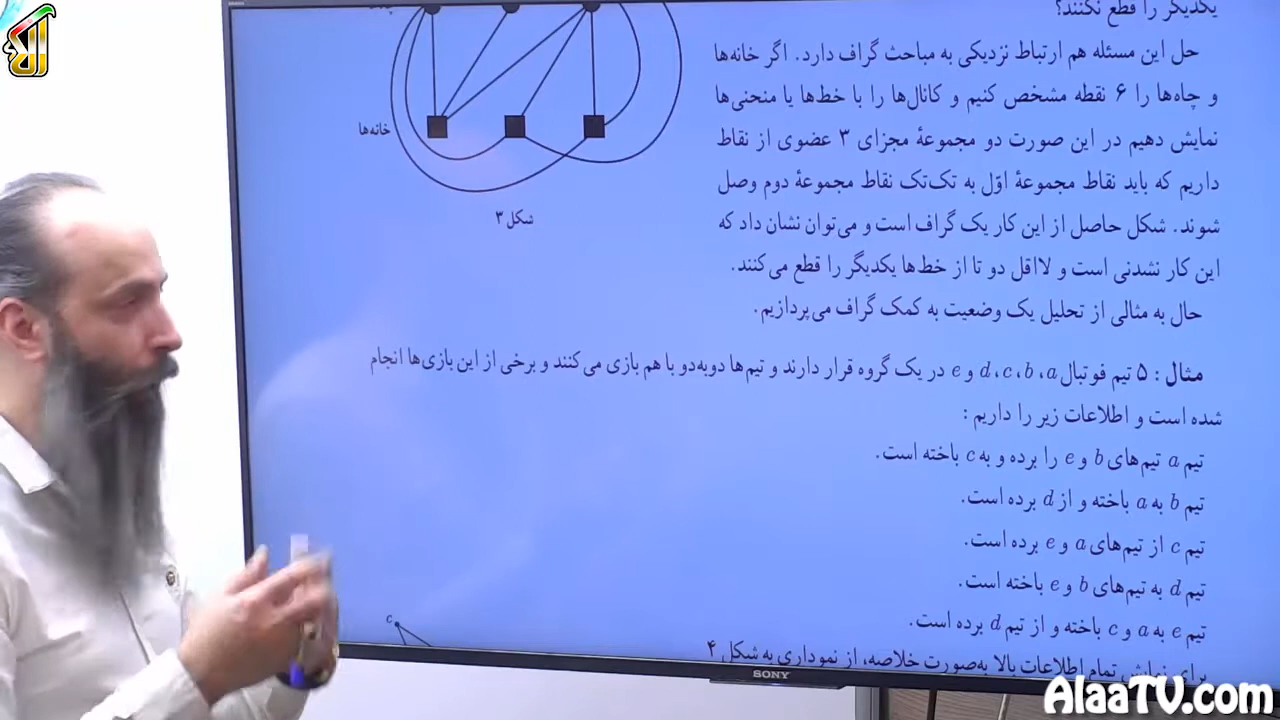 یکدیگر را قطع نکنند؟
حل این مسئله هم ارتباط نزدیکی به مباحث گراف دارد. اگر خانه‌ها
و چاه‌ها را ۶ نقطه مشخص کنیم و کانال‌ها را با خط‌ها یا منحنی‌ها
نمایش دهیم در این صورت دو مجموعهٔ مجزای ۳ عضوی از نقاط
داریم که باید نقاط مجموعهٔ اوّل به تک‌تک نقاط مجموعهٔ دوم وصل
شوند. شکل حاصل از این کار یک گراف است و می‌توان نشان داد که
این کار نشدنی است و لااقل دو تا از خط‌ها یکدیگر را قطع می‌کنند.
حال به مثالی از تحلیل یک وضعیت به کمک گراف می‌پردازیم.
خانه‌ها
شکل ۳
مثال : ۵ تیم فوتبال a، b، c، d و e در یک گروه قرار دارند و تیم‌ها دوبه‌دو با هم بازی می‌کنند و برخی از این بازی‌ها انجام
شده است و اطلاعات زیر را داریم :
تیم a تیم‌های b و e را برده و به c باخته است.
تیم b به a باخته و از d برده است.
تیم c از تیم‌های a و e برده است.
تیم d به تیم‌های b و e باخته است.
تیم e به a و c باخته و از تیم d برده است.
برای نمایش تمام اطلاعات بالا به‌صورت خلاصه، از نموداری به شکل ۴
c
SONY
آلاء
AlaaTV.com